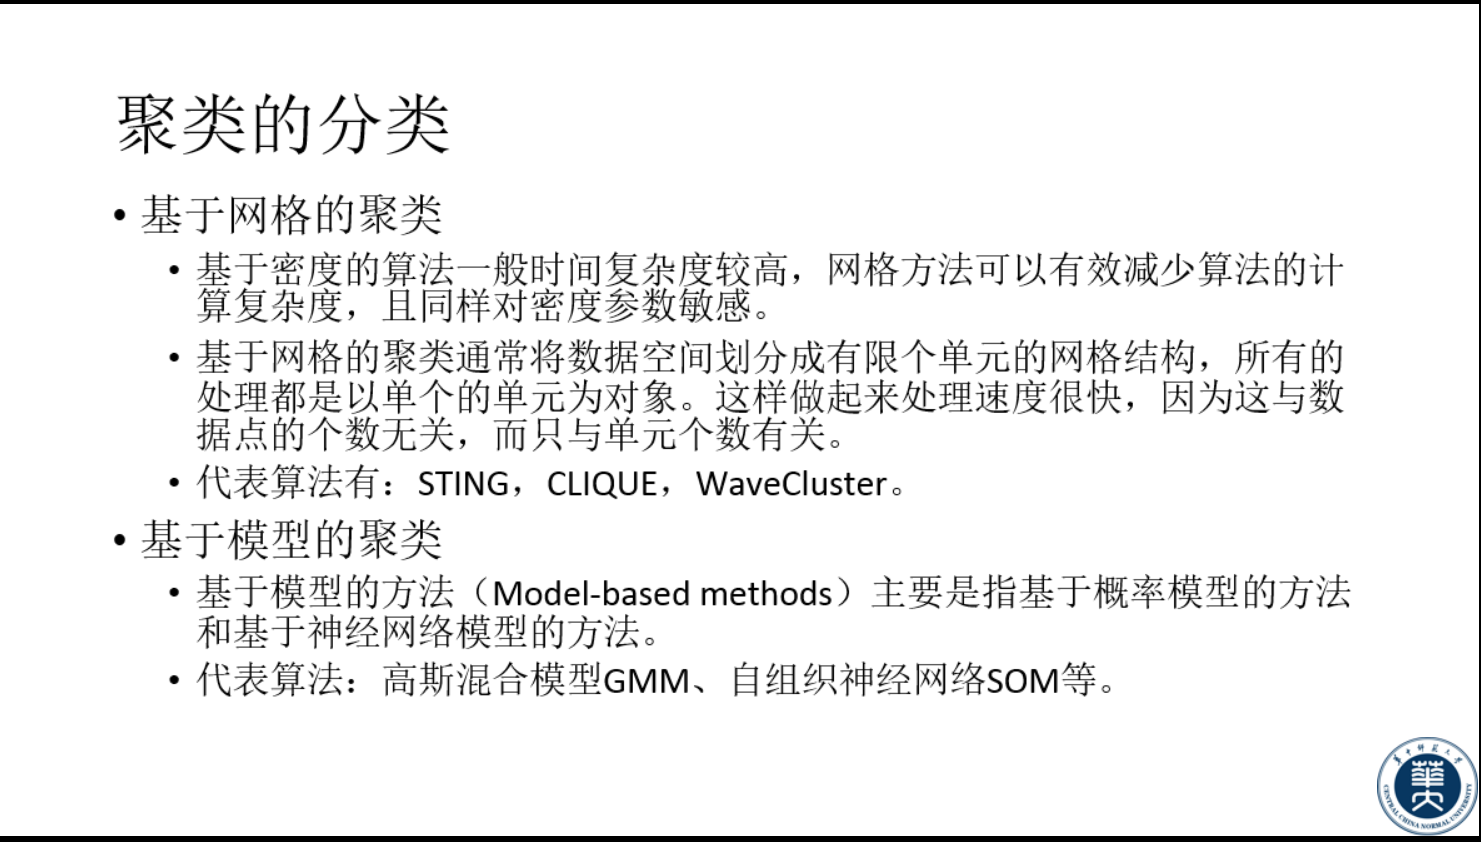 聚类的分类
• 基于网格的聚类
• 基于密度的算法一般时间复杂度较高，网格方法可以有效减少算法的计
算复杂度，且同样对密度参数敏感。
• 基于网格的聚类通常将数据空间划分成有限个单元的网格结构，所有的
处理都是以单个的单元为对象。这样做起来处理速度很快，因为这与数
据点的个数无关，而只与单元个数有关。
• 代表算法有：STING，CLIQUE，WaveCluster。
• 基于模型的聚类
• 基于模型的方法（Model-based methods）主要是指基于概率模型的方法
和基于神经网络模型的方法。
• 代表算法：高斯混合模型GMM、自组织神经网络SOM等。
华中师范大学
華大
CENTRAL CHINA NORMAL UNIVERSITY